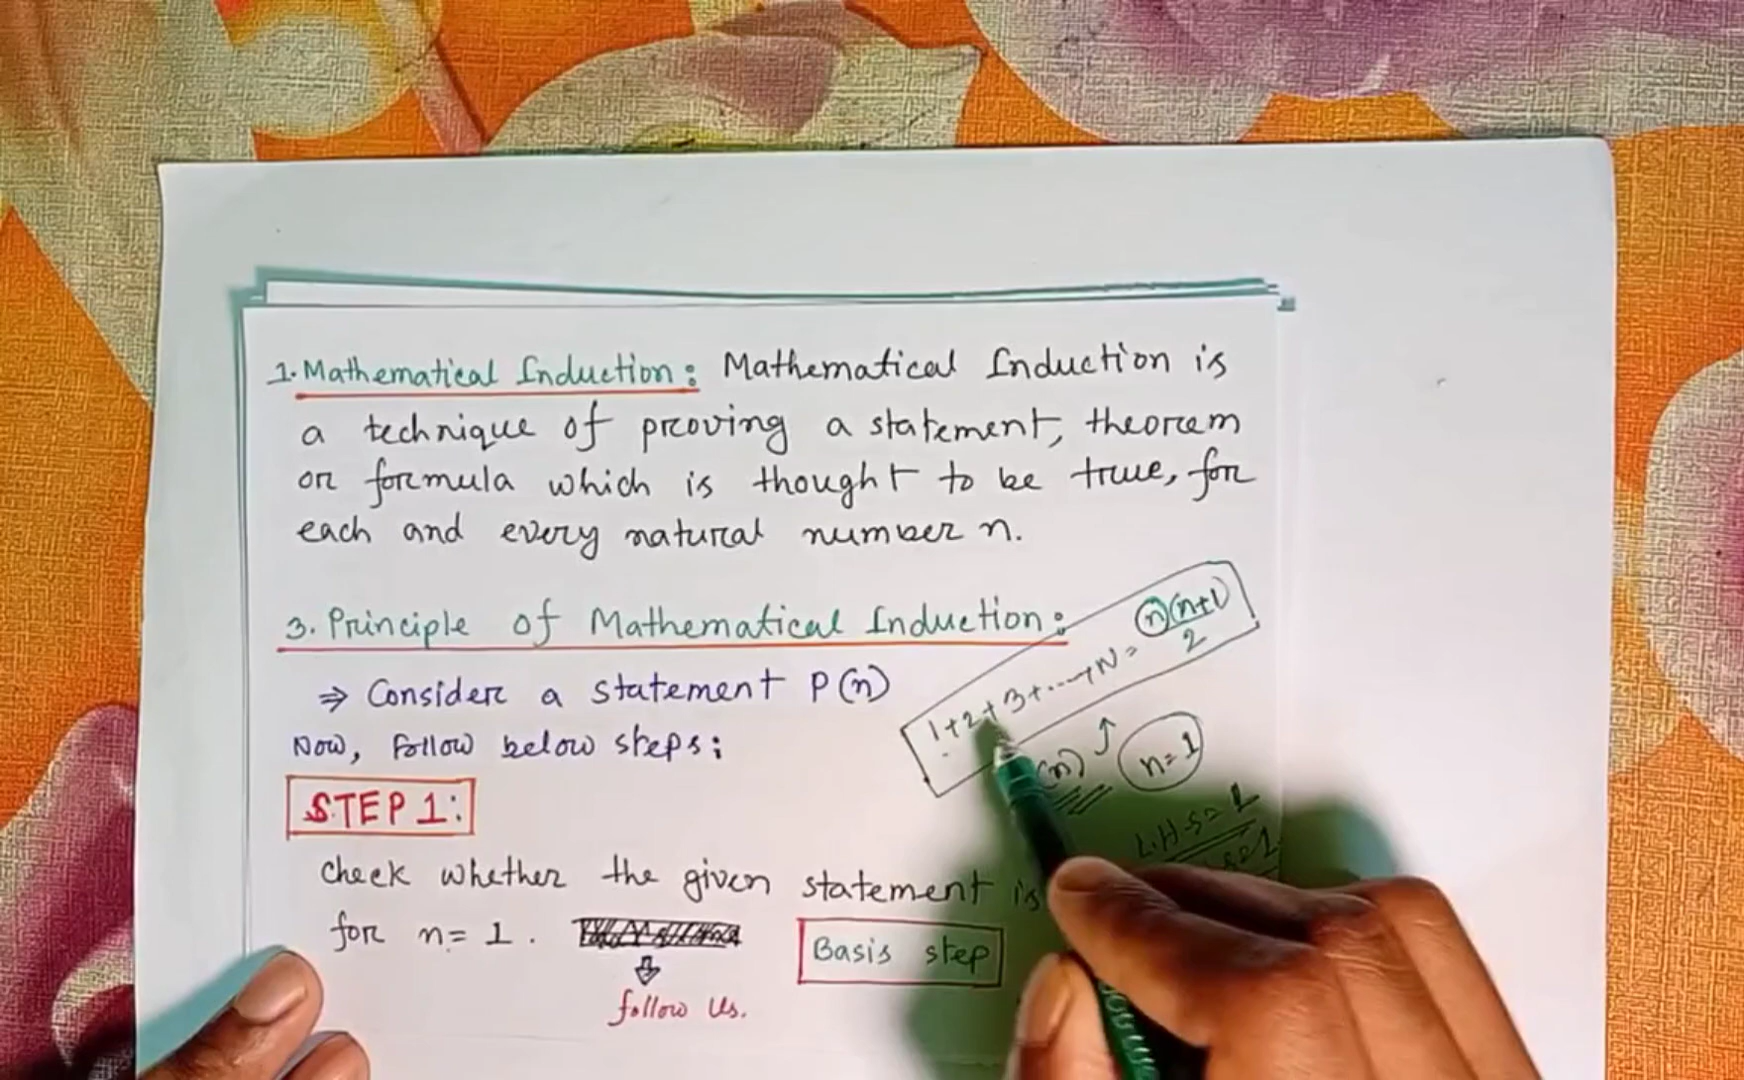 1. Mathematical Induction: Mathematical Induction is
a technique of proving a statement, theorem
or formula which is thought to be true, for
each and every natural number n.
3. Principle of Mathematical Induction:
⇒ Consider a statement P(n)
Now, follow below steps:
1+2+3+....+N = n(n+1)/2
(n) ↑ n=1
L.H.S=1
=1
STEP 1:
Check whether the given statement is
for n= 1.
Basis step
follow Us.